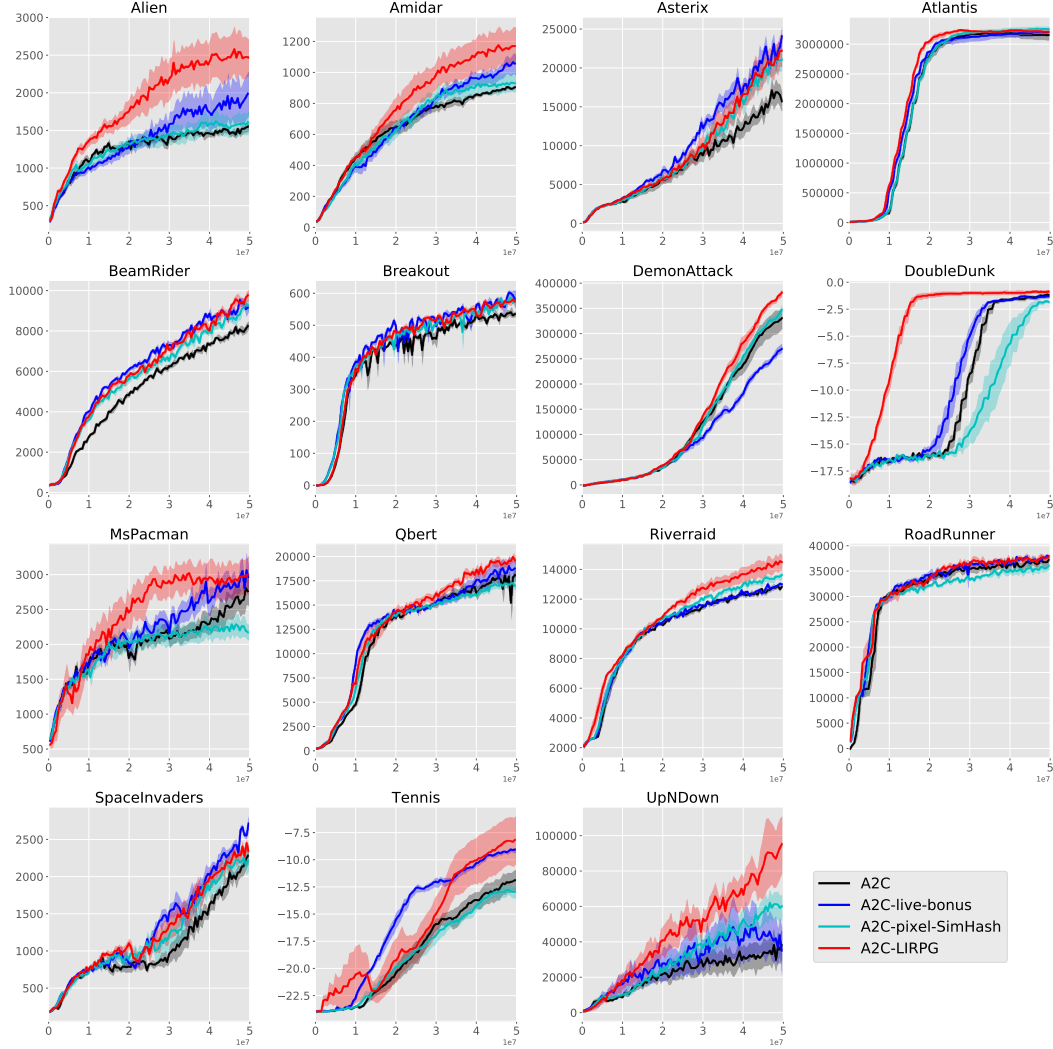 Alien
3000
2500
2000
1500
1000
500
0 1 2 3 4 5
1e7
Amidar
1200
1000
800
600
400
200
0
0 1 2 3 4 5
1e7
Asterix
25000
20000
15000
10000
5000
0
0 1 2 3 4 5
1e7
Atlantis
3000000
2500000
2000000
1500000
1000000
500000
0
0 1 2 3 4 5
1e7
BeamRider
10000
8000
6000
4000
2000
0
0 1 2 3 4 5
1e7
Breakout
600
500
400
300
200
100
0
0 1 2 3 4 5
1e7
DemonAttack
400000
350000
300000
250000
200000
150000
100000
50000
0
0 1 2 3 4 5
1e7
DoubleDunk
0.0
−2.5
−5.0
−7.5
−10.0
−12.5
−15.0
−17.5
0 1 2 3 4 5
1e7
MsPacman
3000
2500
2000
1500
1000
500
0 1 2 3 4 5
1e7
Qbert
20000
17500
15000
12500
10000
7500
5000
2500
0
0 1 2 3 4 5
1e7
Riverraid
14000
12000
10000
8000
6000
4000
2000
0 1 2 3 4 5
1e7
RoadRunner
40000
35000
30000
25000
20000
15000
10000
5000
0
0 1 2 3 4 5
1e7
SpaceInvaders
2500
2000
1500
1000
500
0 1 2 3 4 5
1e7
Tennis
−7.5
−10.0
−12.5
−15.0
−17.5
−20.0
−22.5
0 1 2 3 4 5
1e7
UpNDown
100000
80000
60000
40000
20000
0
0 1 2 3 4 5
1e7
A2C
A2C-live-bonus
A2C-pixel-SimHash
A2C-LIRPG